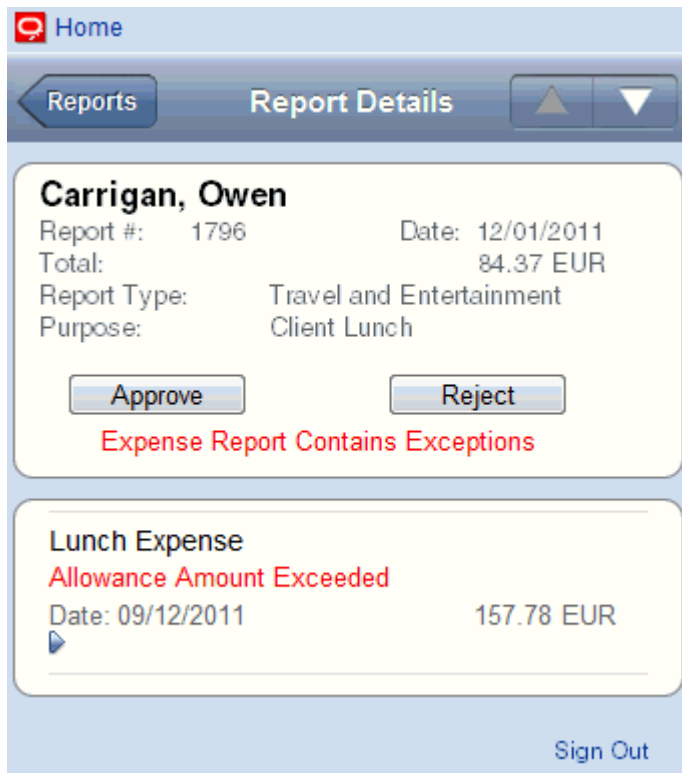 Home
Reports Report Details
Carrigan, Owen
Report #: 1796 Date: 12/01/2011
Total: 84.37 EUR
Report Type: Travel and Entertainment
Purpose: Client Lunch
Approve Reject
Expense Report Contains Exceptions
Lunch Expense
Allowance Amount Exceeded
Date: 09/12/2011 157.78 EUR
Sign Out